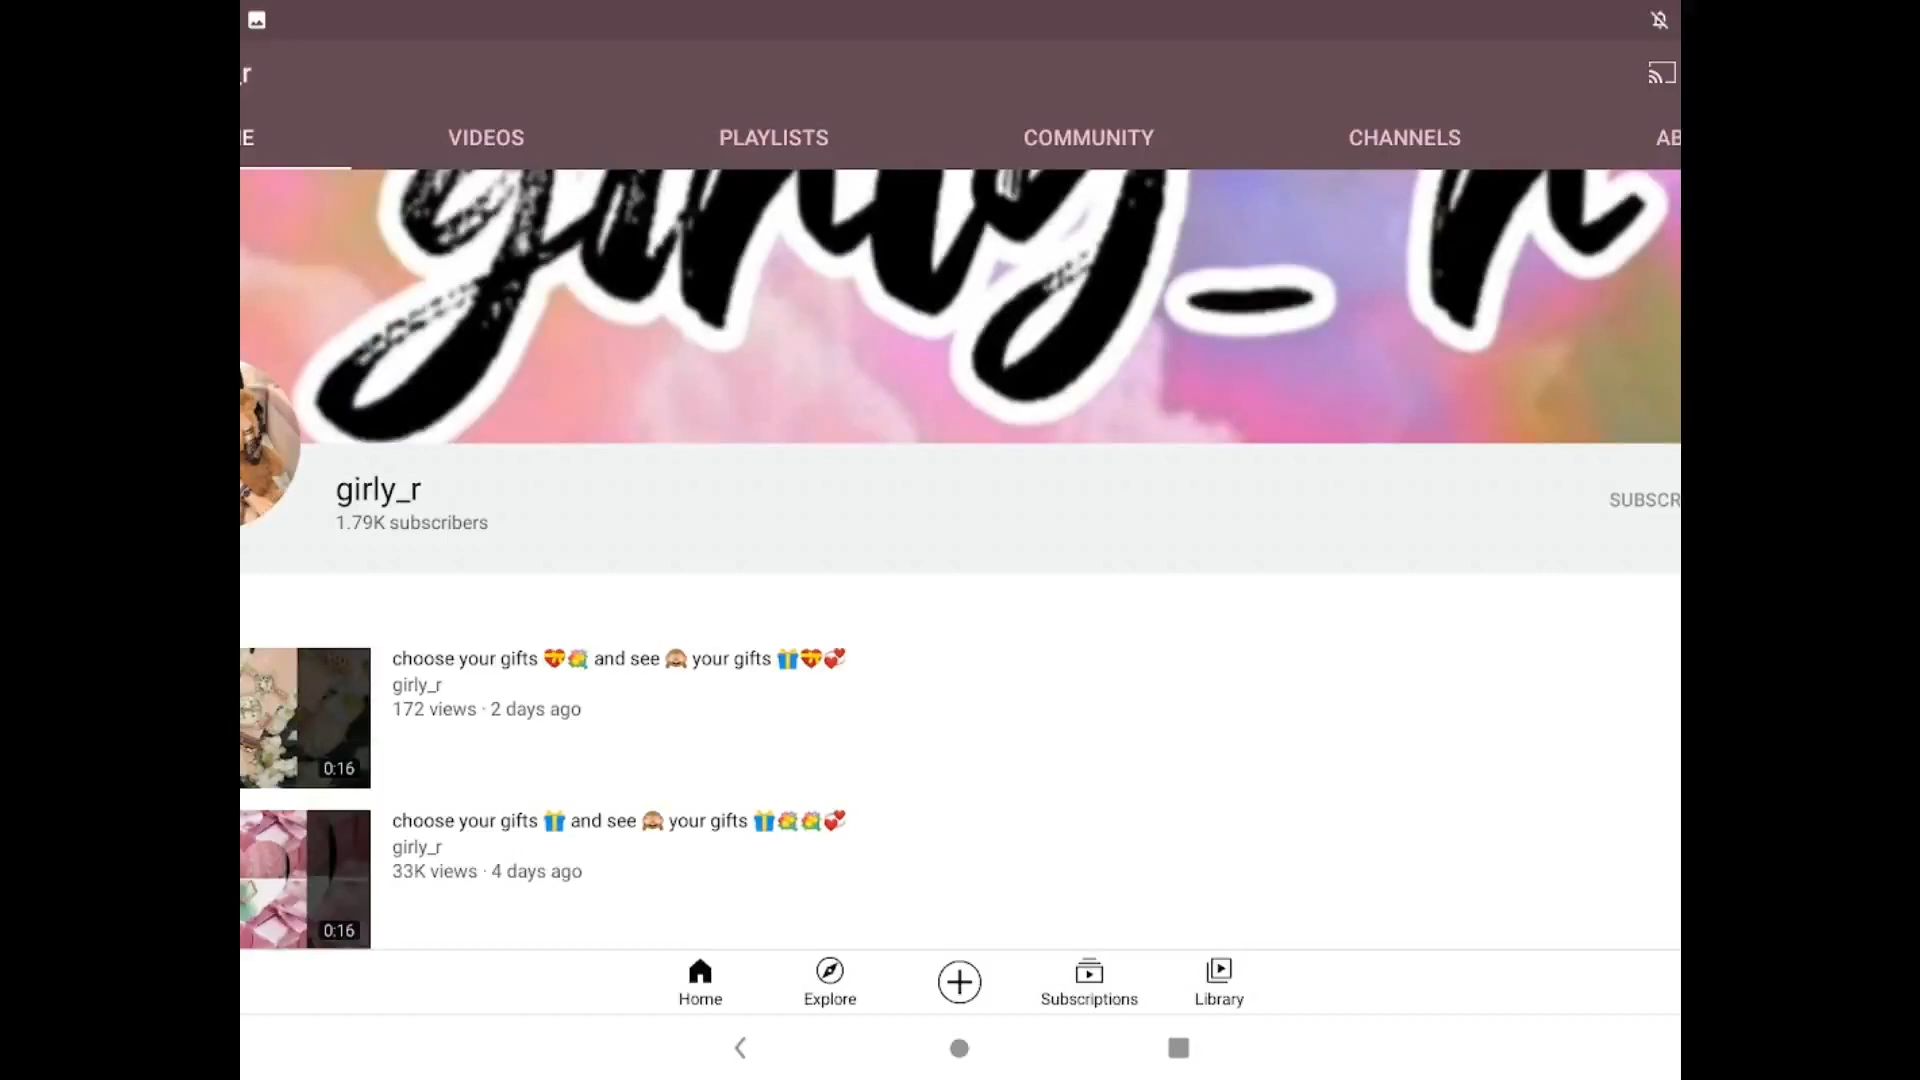 _r
E
VIDEOS
PLAYLISTS
COMMUNITY
CHANNELS
AB
girly_r
girly_r
1.79K subscribers
SUBSCR
choose your gifts 💝💐 and see 🙈 your gifts 🎁💝💞
girly_r
172 views · 2 days ago
0:16
choose your gifts 🎁 and see 🙈 your gifts 🎁💐💐💞
girly_r
33K views · 4 days ago
0:16
Home
Explore
Subscriptions
Library